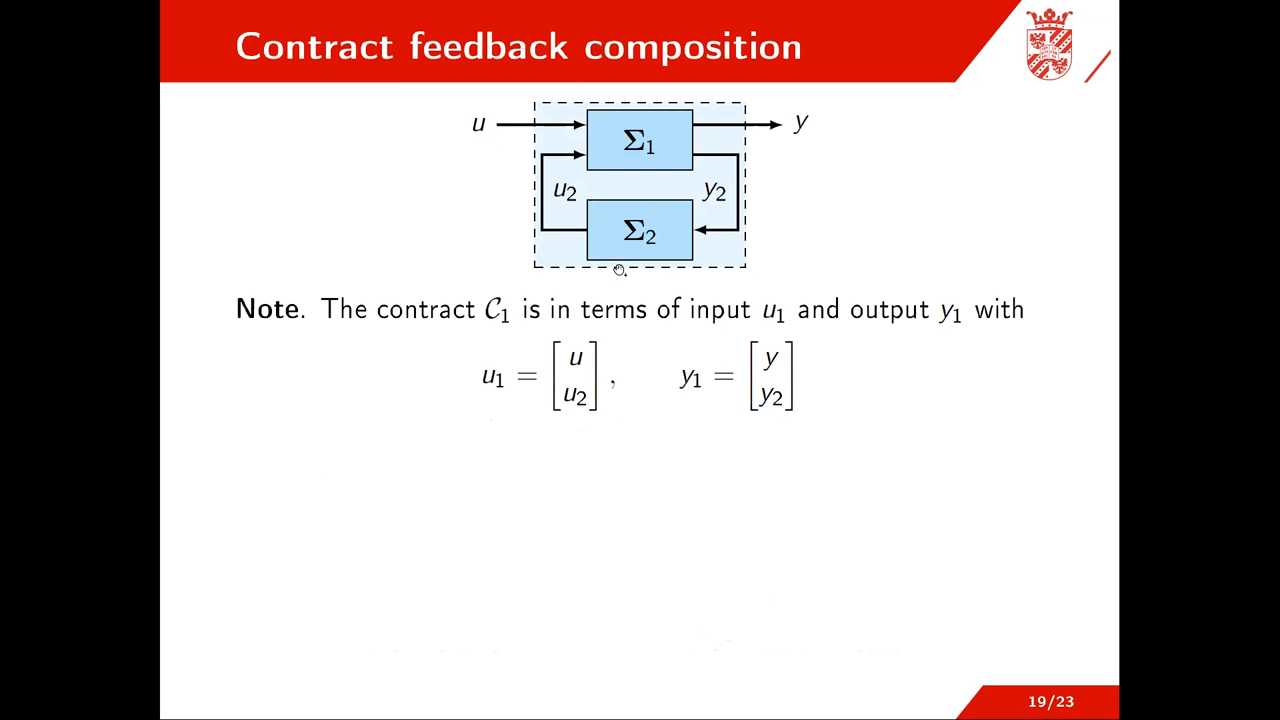 Contract feedback composition
u
Σ₁
y
u₂
y₂
Σ₂
Note. The contract 𝒞₁ is in terms of input u₁ and output y₁ with
u₁ = [u u₂], y₁ = [y y₂]
19/23